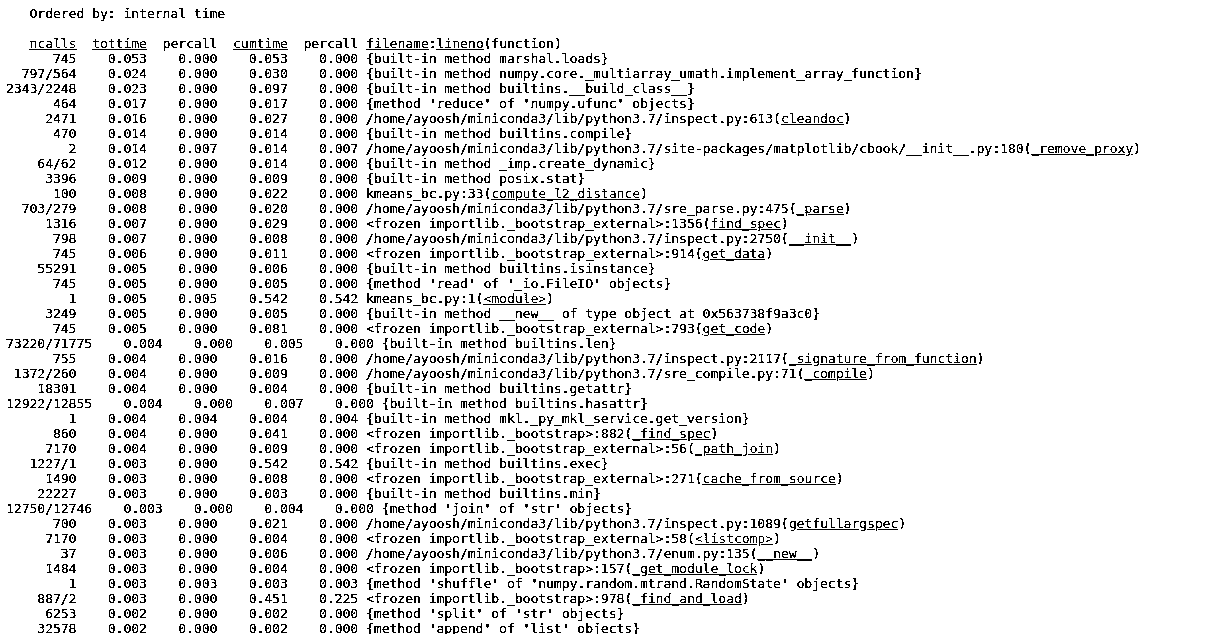 Ordered by: internal time
ncalls tottime percall cumtime percall filename:lineno(function)
745 0.053 0.000 0.053 0.000 {built-in method marshal.loads}
797/564 0.024 0.000 0.030 0.000 {built-in method numpy.core._multiarray_umath.implement_array_function}
2343/2248 0.023 0.000 0.097 0.000 {built-in method builtins.__build_class__}
464 0.017 0.000 0.017 0.000 {method 'reduce' of 'numpy.ufunc' objects}
2471 0.016 0.000 0.027 0.000 /home/ayoosh/miniconda3/lib/python3.7/inspect.py:613(cleandoc)
470 0.014 0.000 0.014 0.000 {built-in method builtins.compile}
2 0.014 0.007 0.014 0.007 /home/ayoosh/miniconda3/lib/python3.7/site-packages/matplotlib/cbook/__init__.py:180(_remove_proxy)
64/62 0.012 0.000 0.014 0.000 {built-in method _imp.create_dynamic}
3396 0.009 0.000 0.009 0.000 {built-in method posix.stat}
100 0.008 0.000 0.022 0.000 kmeans_bc.py:33(compute_l2_distance)
703/279 0.008 0.000 0.020 0.000 /home/ayoosh/miniconda3/lib/python3.7/sre_parse.py:475(_parse)
1316 0.007 0.000 0.029 0.000 <frozen importlib._bootstrap_external>:1356(find_spec)
798 0.007 0.000 0.008 0.000 /home/ayoosh/miniconda3/lib/python3.7/inspect.py:2750(__init__)
745 0.006 0.000 0.011 0.000 <frozen importlib._bootstrap_external>:914(get_data)
55291 0.005 0.000 0.006 0.000 {built-in method builtins.isinstance}
745 0.005 0.000 0.005 0.000 {method 'read' of '_io.FileIO' objects}
1 0.005 0.005 0.542 0.542 kmeans_bc.py:1(<module>)
3249 0.005 0.000 0.005 0.000 {built-in method __new__ of type object at 0x563738f9a3c0}
745 0.005 0.000 0.081 0.000 <frozen importlib._bootstrap_external>:793(get_code)
73220/71775 0.004 0.000 0.005 0.000 {built-in method builtins.len}
755 0.004 0.000 0.016 0.000 /home/ayoosh/miniconda3/lib/python3.7/inspect.py:2117(_signature_from_function)
1372/260 0.004 0.000 0.009 0.000 /home/ayoosh/miniconda3/lib/python3.7/sre_compile.py:71(_compile)
18301 0.004 0.000 0.004 0.000 {built-in method builtins.getattr}
12922/12855 0.004 0.000 0.007 0.000 {built-in method builtins.hasattr}
1 0.004 0.004 0.004 0.004 {built-in method mkl._py_mkl_service.get_version}
860 0.004 0.000 0.041 0.000 <frozen importlib._bootstrap>:882(_find_spec)
7170 0.004 0.000 0.009 0.000 <frozen importlib._bootstrap_external>:56(_path_join)
1227/1 0.003 0.000 0.542 0.542 {built-in method builtins.exec}
1490 0.003 0.000 0.008 0.000 <frozen importlib._bootstrap_external>:271(cache_from_source)
22227 0.003 0.000 0.003 0.000 {built-in method builtins.min}
12750/12746 0.003 0.000 0.004 0.000 {method 'join' of 'str' objects}
700 0.003 0.000 0.021 0.000 /home/ayoosh/miniconda3/lib/python3.7/inspect.py:1089(getfullargspec)
7170 0.003 0.000 0.004 0.000 <frozen importlib._bootstrap_external>:58(<listcomp>)
37 0.003 0.000 0.006 0.000 /home/ayoosh/miniconda3/lib/python3.7/enum.py:135(__new__)
1484 0.003 0.000 0.004 0.000 <frozen importlib._bootstrap>:157(_get_module_lock)
1 0.003 0.003 0.003 0.003 {method 'shuffle' of 'numpy.random.mtrand.RandomState' objects}
887/2 0.003 0.000 0.451 0.225 <frozen importlib._bootstrap>:978(_find_and_load)
6253 0.002 0.000 0.002 0.000 {method 'split' of 'str' objects}
32578 0.002 0.000 0.002 0.000 {method 'append' of 'list' objects}